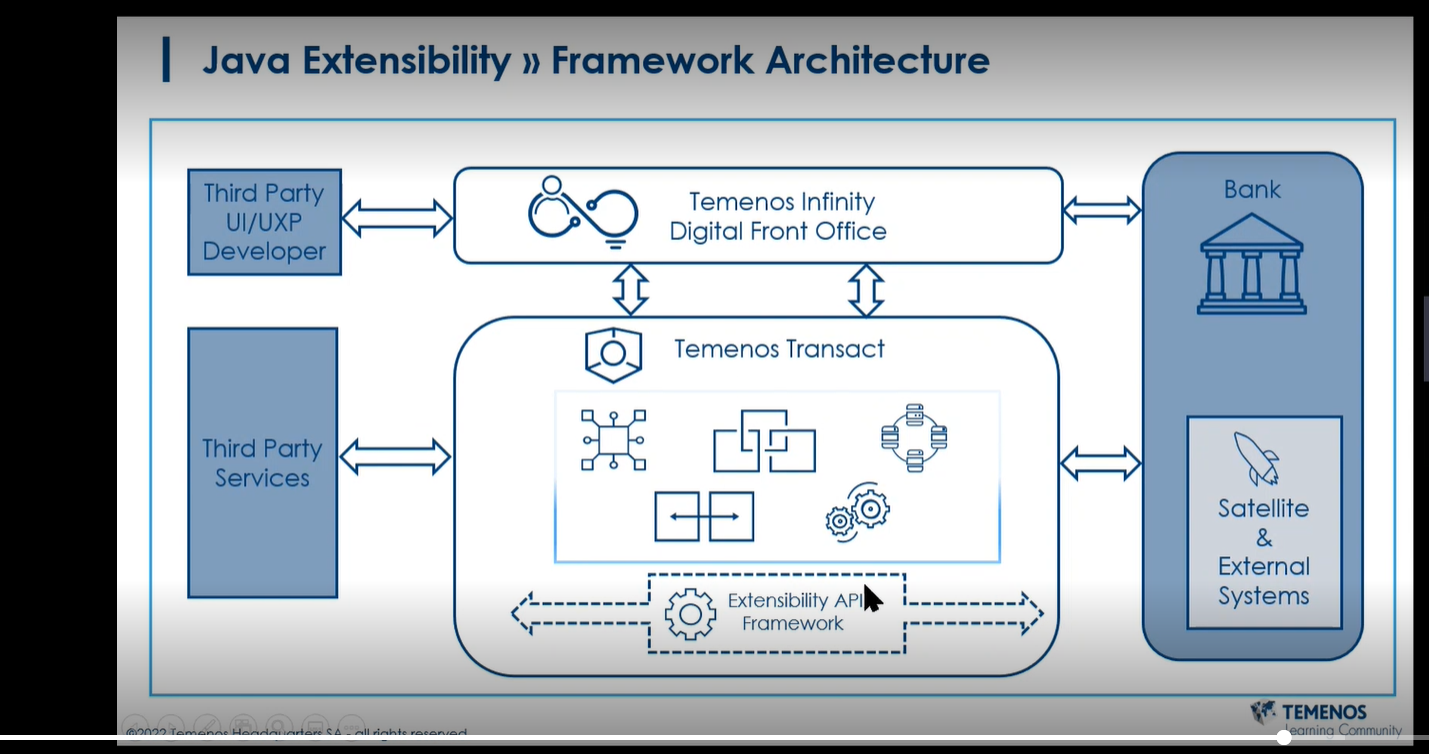 Java Extensibility » Framework Architecture
Third Party
UI/UXP
Developer
Temenos Infinity
Digital Front Office
Bank
Temenos Transact
Third Party
Services
Satellite
&
External
Systems
Extensibility API
Framework
©2022 Temenos Headquarters SA - all rights reserved
TEMENOS
Learning Community